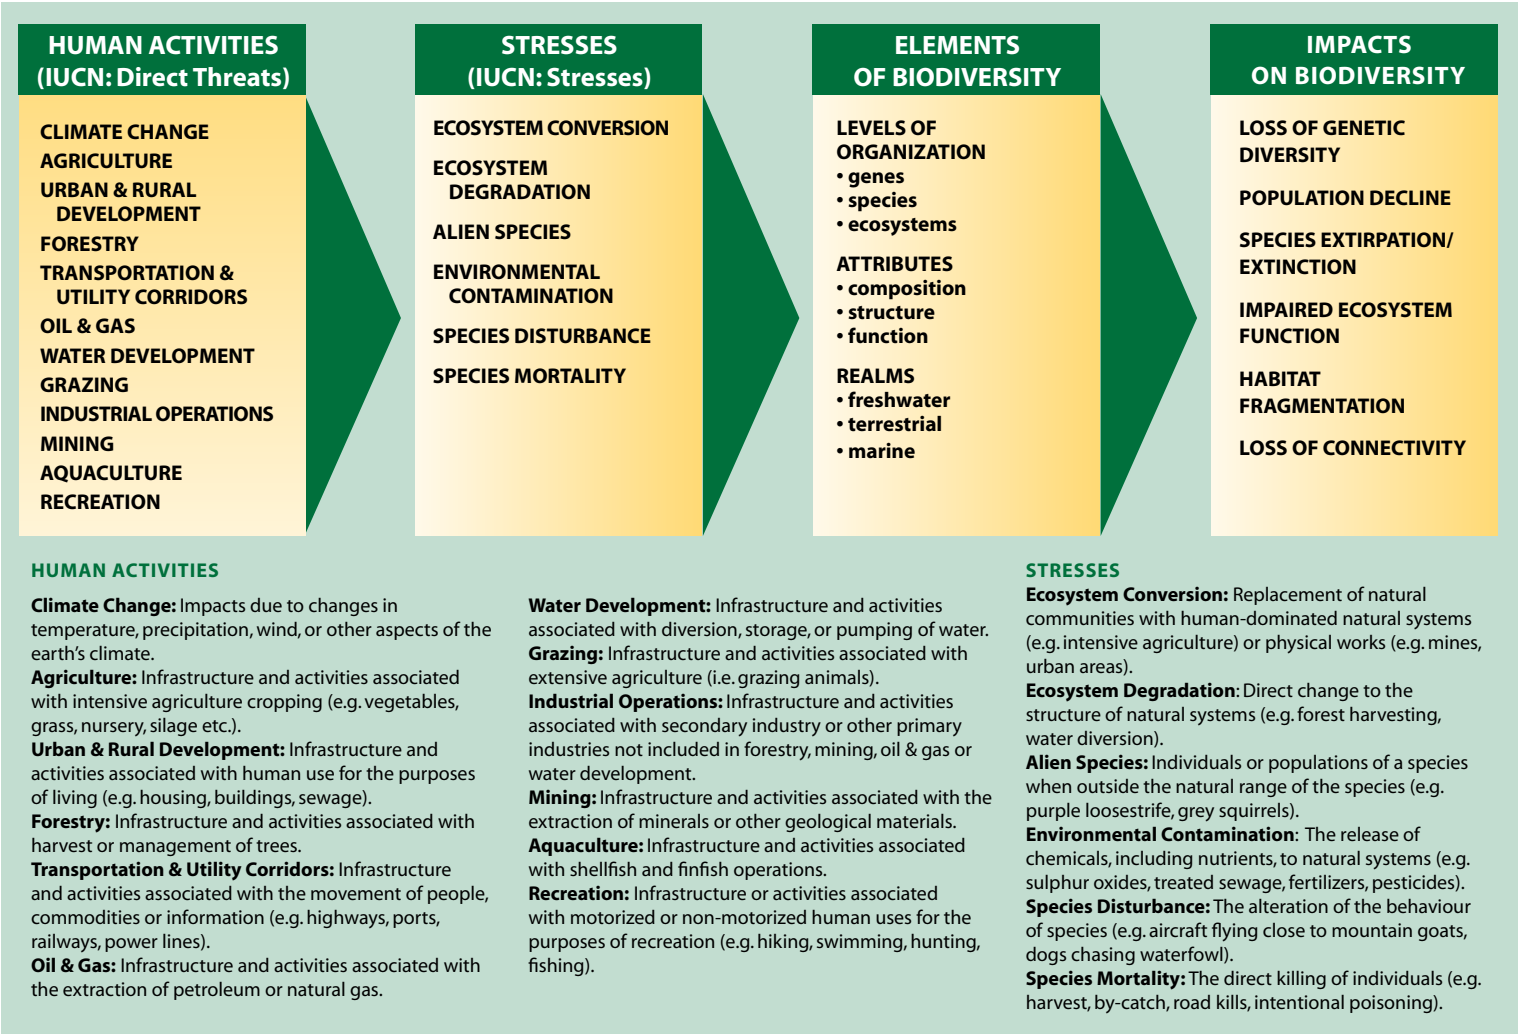 HUMAN ACTIVITIES
(IUCN: Direct Threats)
CLIMATE CHANGE
AGRICULTURE
URBAN & RURAL
DEVELOPMENT
FORESTRY
TRANSPORTATION &
UTILITY CORRIDORS
OIL & GAS
WATER DEVELOPMENT
GRAZING
INDUSTRIAL OPERATIONS
MINING
AQUACULTURE
RECREATION
STRESSES
(IUCN: Stresses)
ECOSYSTEM CONVERSION
ECOSYSTEM
DEGRADATION
ALIEN SPECIES
ENVIRONMENTAL
CONTAMINATION
SPECIES DISTURBANCE
SPECIES MORTALITY
ELEMENTS
OF BIODIVERSITY
LEVELS OF
ORGANIZATION
• genes
• species
• ecosystems
ATTRIBUTES
• composition
• structure
• function
REALMS
• freshwater
• terrestrial
• marine
IMPACTS
ON BIODIVERSITY
LOSS OF GENETIC
DIVERSITY
POPULATION DECLINE
SPECIES EXTIRPATION/
EXTINCTION
IMPAIRED ECOSYSTEM
FUNCTION
HABITAT
FRAGMENTATION
LOSS OF CONNECTIVITY
HUMAN ACTIVITIES
Climate Change: Impacts due to changes in
temperature, precipitation, wind, or other aspects of the
earth's climate.
Agriculture: Infrastructure and activities associated
with intensive agriculture cropping (e.g. vegetables,
grass, nursery, silage etc.).
Urban & Rural Development: Infrastructure and
activities associated with human use for the purposes
of living (e.g. housing, buildings, sewage).
Forestry: Infrastructure and activities associated with
harvest or management of trees.
Transportation & Utility Corridors: Infrastructure
and activities associated with the movement of people,
commodities or information (e.g. highways, ports,
railways, power lines).
Oil & Gas: Infrastructure and activities associated with
the extraction of petroleum or natural gas.
Water Development: Infrastructure and activities
associated with diversion, storage, or pumping of water.
Grazing: Infrastructure and activities associated with
extensive agriculture (i.e. grazing animals).
Industrial Operations: Infrastructure and activities
associated with secondary industry or other primary
industries not included in forestry, mining, oil & gas or
water development.
Mining: Infrastructure and activities associated with the
extraction of minerals or other geological materials.
Aquaculture: Infrastructure and activities associated
with shellfish and finfish operations.
Recreation: Infrastructure or activities associated
with motorized or non-motorized human uses for the
purposes of recreation (e.g. hiking, swimming, hunting,
fishing).
STRESSES
Ecosystem Conversion: Replacement of natural
communities with human-dominated natural systems
(e.g. intensive agriculture) or physical works (e.g. mines,
urban areas).
Ecosystem Degradation: Direct change to the
structure of natural systems (e.g. forest harvesting,
water diversion).
Alien Species: Individuals or populations of a species
when outside the natural range of the species (e.g.
purple loosestrife, grey squirrels).
Environmental Contamination: The release of
chemicals, including nutrients, to natural systems (e.g.
sulphur oxides, treated sewage, fertilizers, pesticides).
Species Disturbance: The alteration of the behaviour
of species (e.g. aircraft flying close to mountain goats,
dogs chasing waterfowl).
Species Mortality: The direct killing of individuals (e.g.
harvest, by-catch, road kills, intentional poisoning).